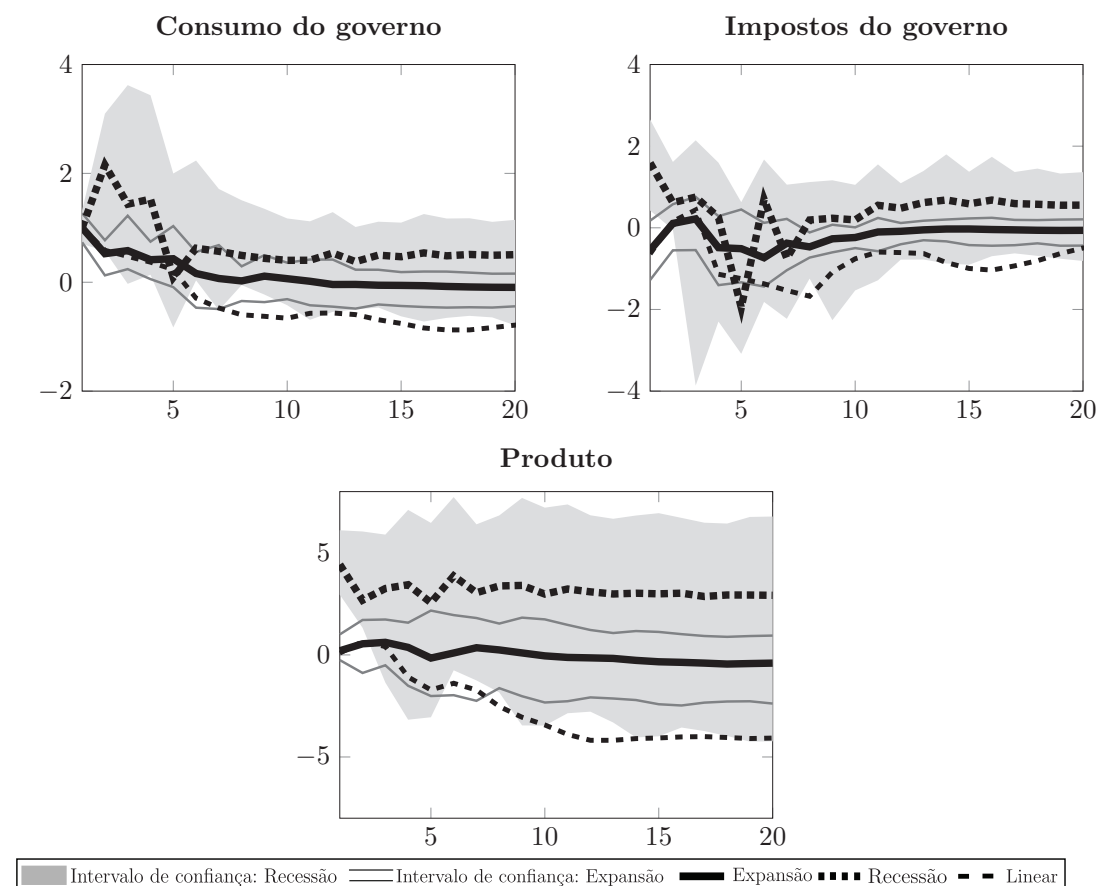 Consumo do governo
4
2
0
−2
5 10 15 20
Impostos do governo
4
2
0
−2
−4
5 10 15 20
Produto
5
0
−5
5 10 15 20
Intervalo de confiança: Recessão Intervalo de confiança: Expansão Expansão Recessão Linear